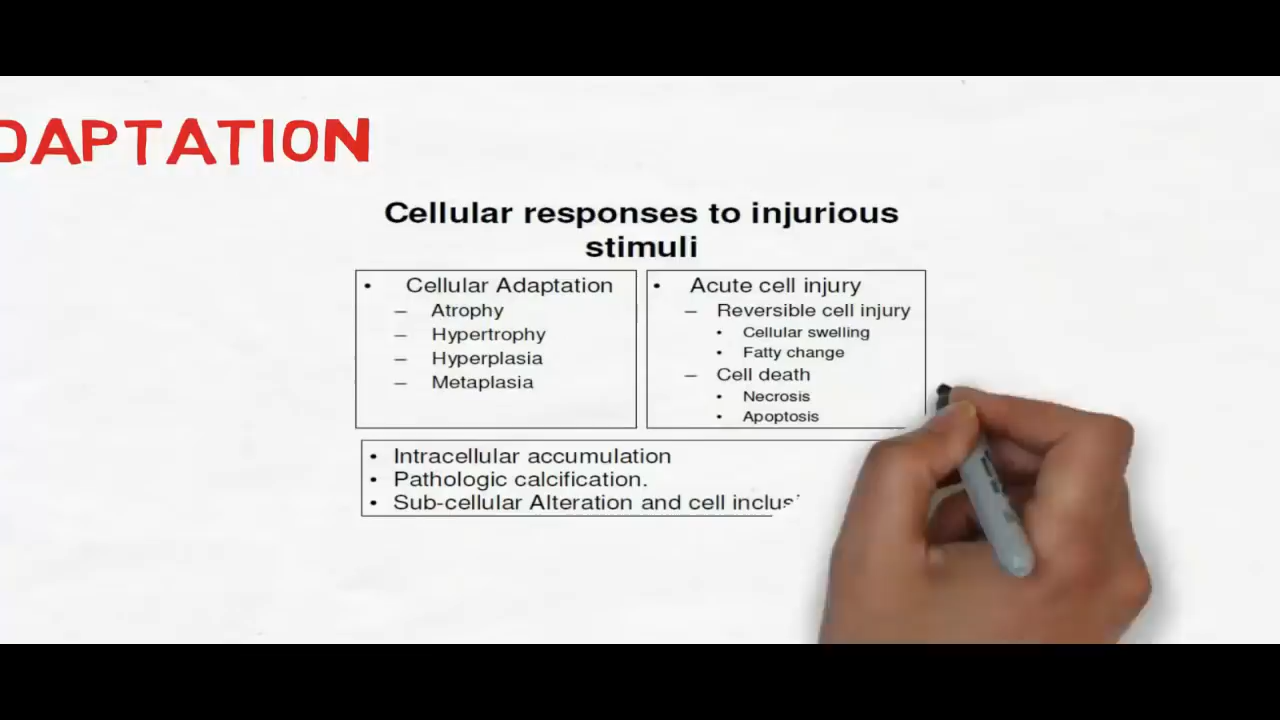 DAPTATION
Cellular responses to injurious
stimuli
• Cellular Adaptation
– Atrophy
– Hypertrophy
– Hyperplasia
– Metaplasia
• Acute cell injury
– Reversible cell injury
• Cellular swelling
• Fatty change
– Cell death
• Necrosis
• Apoptosis
• Intracellular accumulation
• Pathologic calcification.
• Sub-cellular Alteration and cell